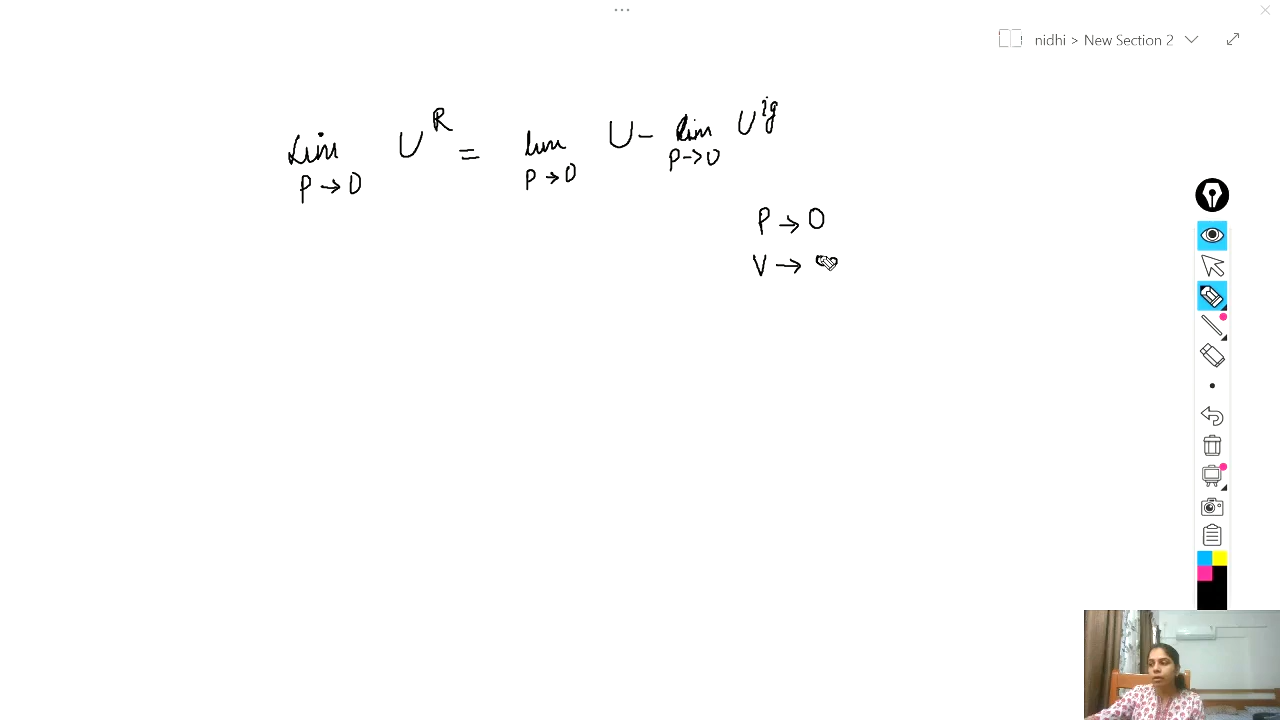 nidhi > New Section 2
Lim P → 0 U^R = lim P → 0 U - lim P → 0 U^ig
P → 0
V → ∞